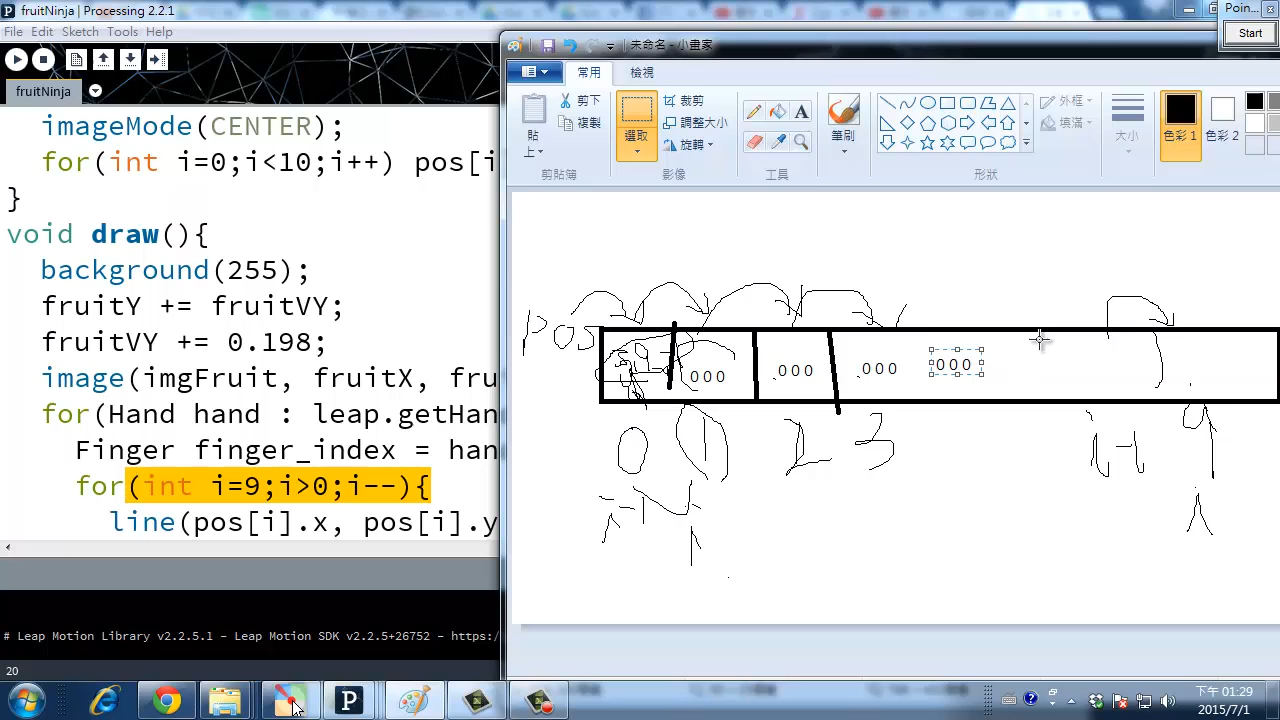 fruitNinja | Processing 2.2.1
File Edit Sketch Tools Help
fruitNinja
imageMode(CENTER);
for(int i=0;i<10;i++) pos[i
}
void draw(){
background(255);
fruitY += fruitVY;
fruitVY += 0.198;
image(imgFruit, fruitX, fru
for(Hand hand : leap.getHan
Finger finger_index = han
for(int i=9;i>0;i--){
line(pos[i].x, pos[i].y
# Leap Motion Library v2.2.5.1 - Leap Motion SDK v2.2.5+26752 - https:/
20
未命名 - 小畫家
Poin...
Start
常用 檢視
貼上
剪下
複製
剪貼簿
選取
裁剪
調整大小
旋轉
影像
工具
筆刷
外框
填滿
形狀
大小
色彩 1
色彩 2
pos
000 000 000 000
0 1 2 3 i-1 9
i-1 i i
下午 01:29
2015/7/1